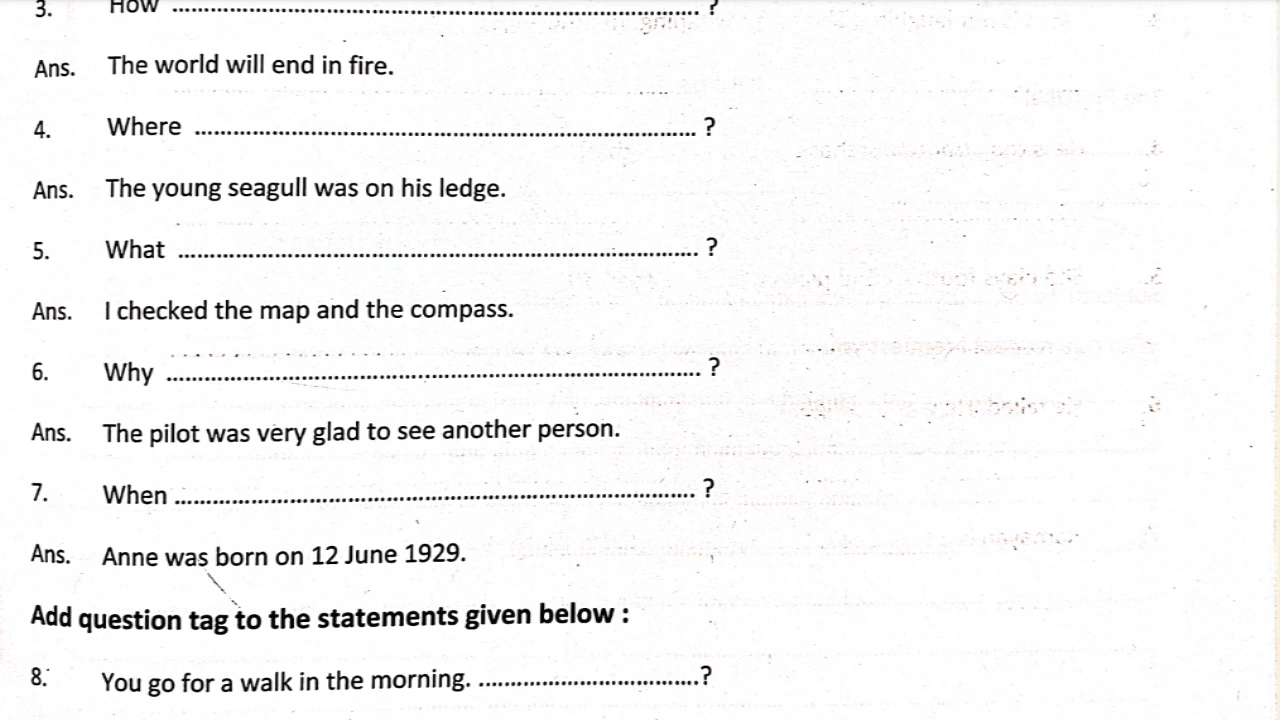 3. How ........................................................................ ?
Ans. The world will end in fire.
4. Where ........................................................................ ?
Ans. The young seagull was on his ledge.
5. What ........................................................................ ?
Ans. I checked the map and the compass.
6. Why ........................................................................ ?
Ans. The pilot was very glad to see another person.
7. When ........................................................................ ?
Ans. Anne was born on 12 June 1929.
Add question tag to the statements given below :
8. You go for a walk in the morning. ................................?